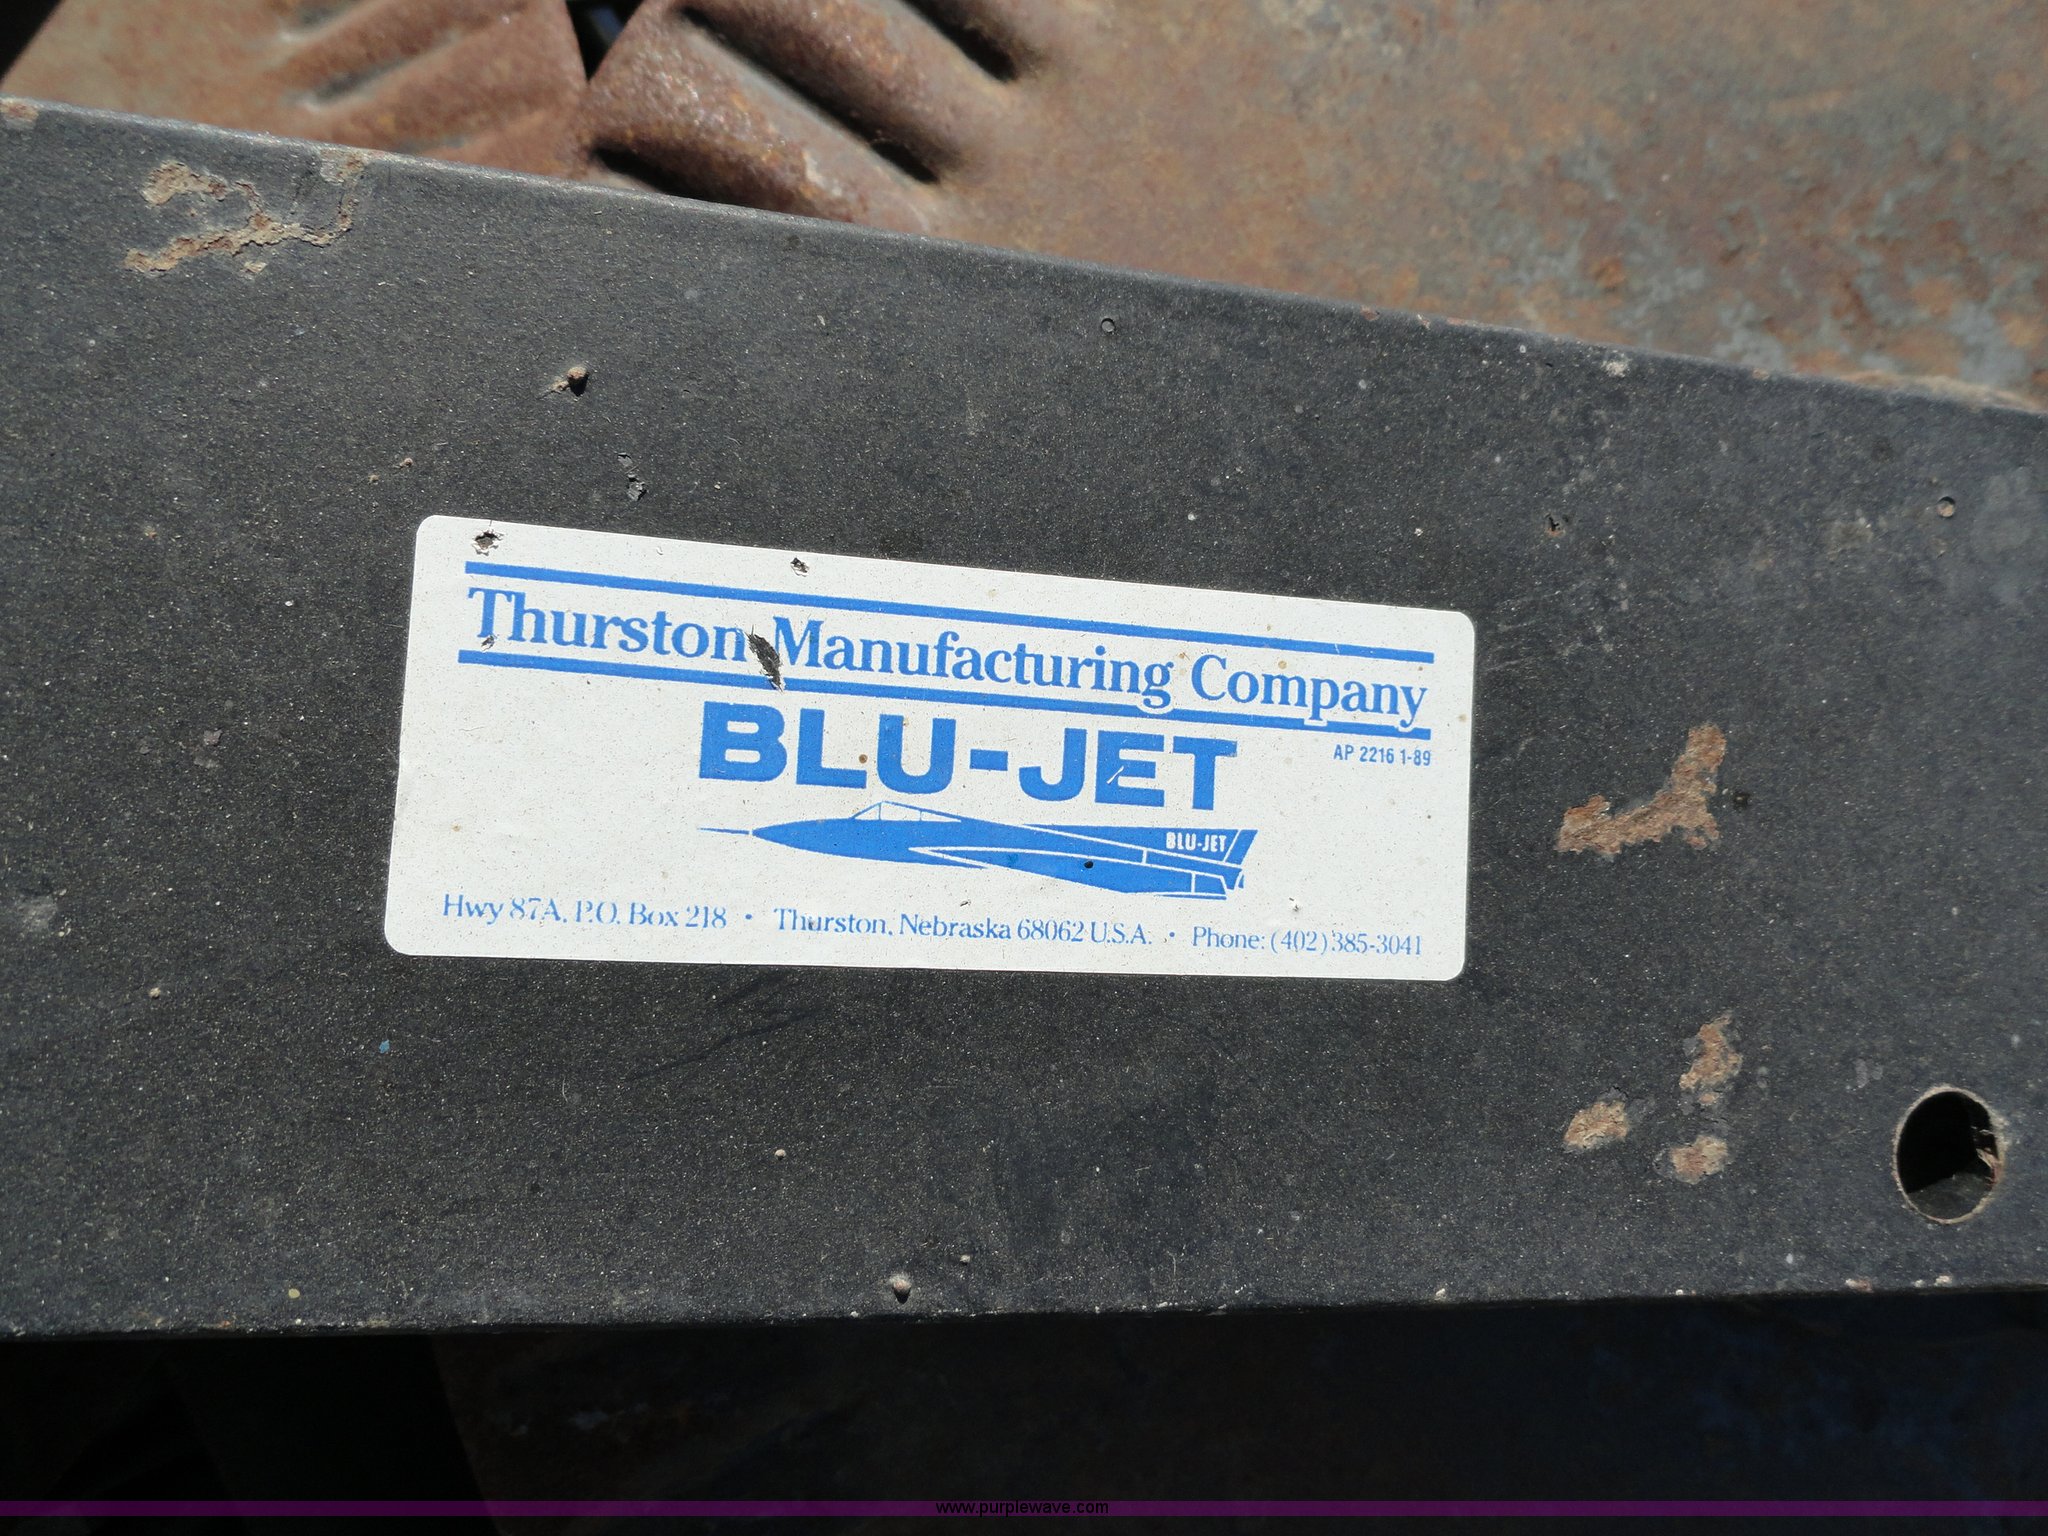 Thurston Manufacturing Company
BLU-JET
AP 2216 1-89
BLU-JET
Hwy 87A, P.O. Box 218 • Thurston, Nebraska 68062 U.S.A. • Phone: (402) 385-3041
www.purplewave.com